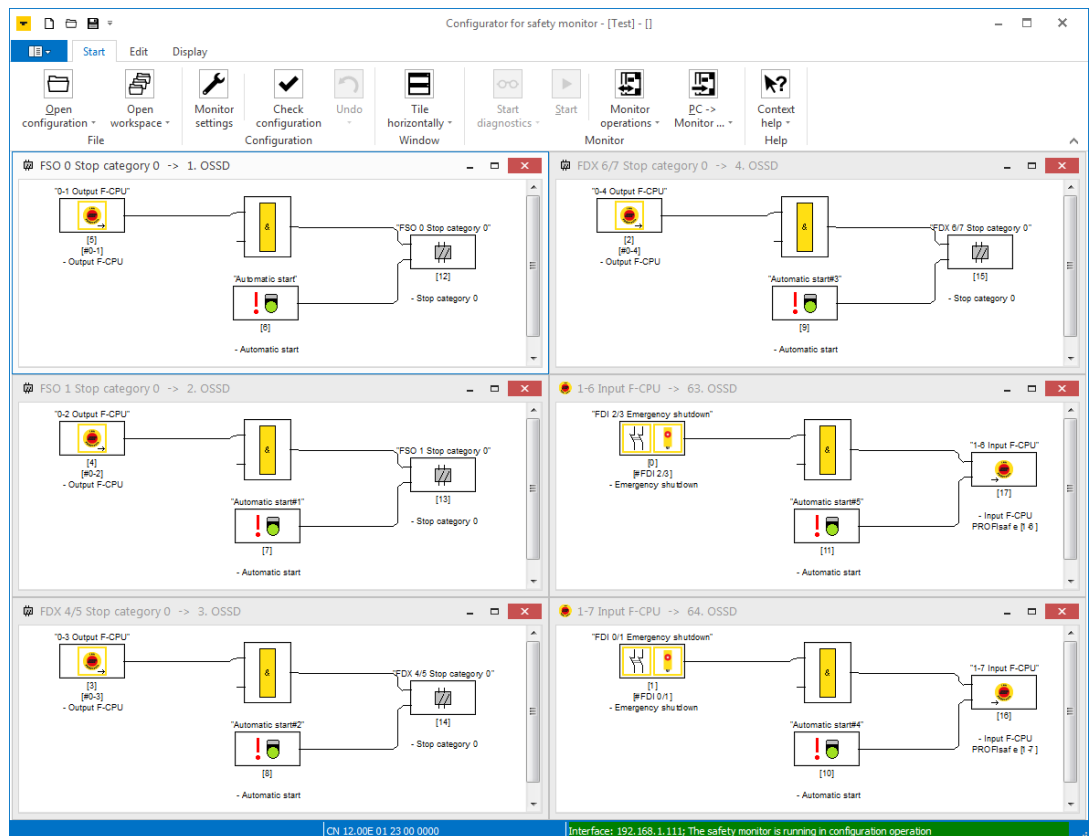 Configurator for safety monitor - [Test] - []
Start Edit Display
Open configuration
Open workspace
Monitor settings
Check configuration
Undo
Tile horizontally
Start diagnostics
Start
Monitor operations
PC -> Monitor ...
Context help
File Configuration Window Monitor Help
FSO 0 Stop category 0 -> 1. OSSD
"0-1 Output F-CPU"
[5]
[#0-1]
- Output F-CPU
&
"FSO 0 Stop category 0"
[12]
- Stop category 0
"Automatic start"
[6]
- Automatic start
FDX 6/7 Stop category 0 -> 4. OSSD
"0-4 Output F-CPU"
[2]
[#0-4]
- Output F-CPU
&
"FDX 6/7 Stop category 0"
[15]
- Stop category 0
"Automatic start#3"
[9]
- Automatic start
FSO 1 Stop category 0 -> 2. OSSD
"0-2 Output F-CPU"
[4]
[#0-2]
- Output F-CPU
&
"FSO 1 Stop category 0"
[13]
- Stop category 0
"Automatic start#1"
[7]
- Automatic start
1-6 Input F-CPU -> 63. OSSD
"FDI 2/3 Emergency shutdown"
[0]
[#FDI 2/3]
- Emergency shutdown
&
"1-6 Input F-CPU"
[17]
- Input F-CPU
PROFIsafe [1-6]
"Automatic start#5"
[11]
- Automatic start
FDX 4/5 Stop category 0 -> 3. OSSD
"0-3 Output F-CPU"
[3]
[#0-3]
- Output F-CPU
&
"FDX 4/5 Stop category 0"
[14]
- Stop category 0
"Automatic start#2"
[8]
- Automatic start
1-7 Input F-CPU -> 64. OSSD
"FDI 0/1 Emergency shutdown"
[1]
[#FDI 0/1]
- Emergency shutdown
&
"1-7 Input F-CPU"
[16]
- Input F-CPU
PROFIsafe [1-7]
"Automatic start#4"
[10]
- Automatic start
CN 12.00E 01 23 00 0000
Interface: 192.168.1.111; The safety monitor is running in configuration operation